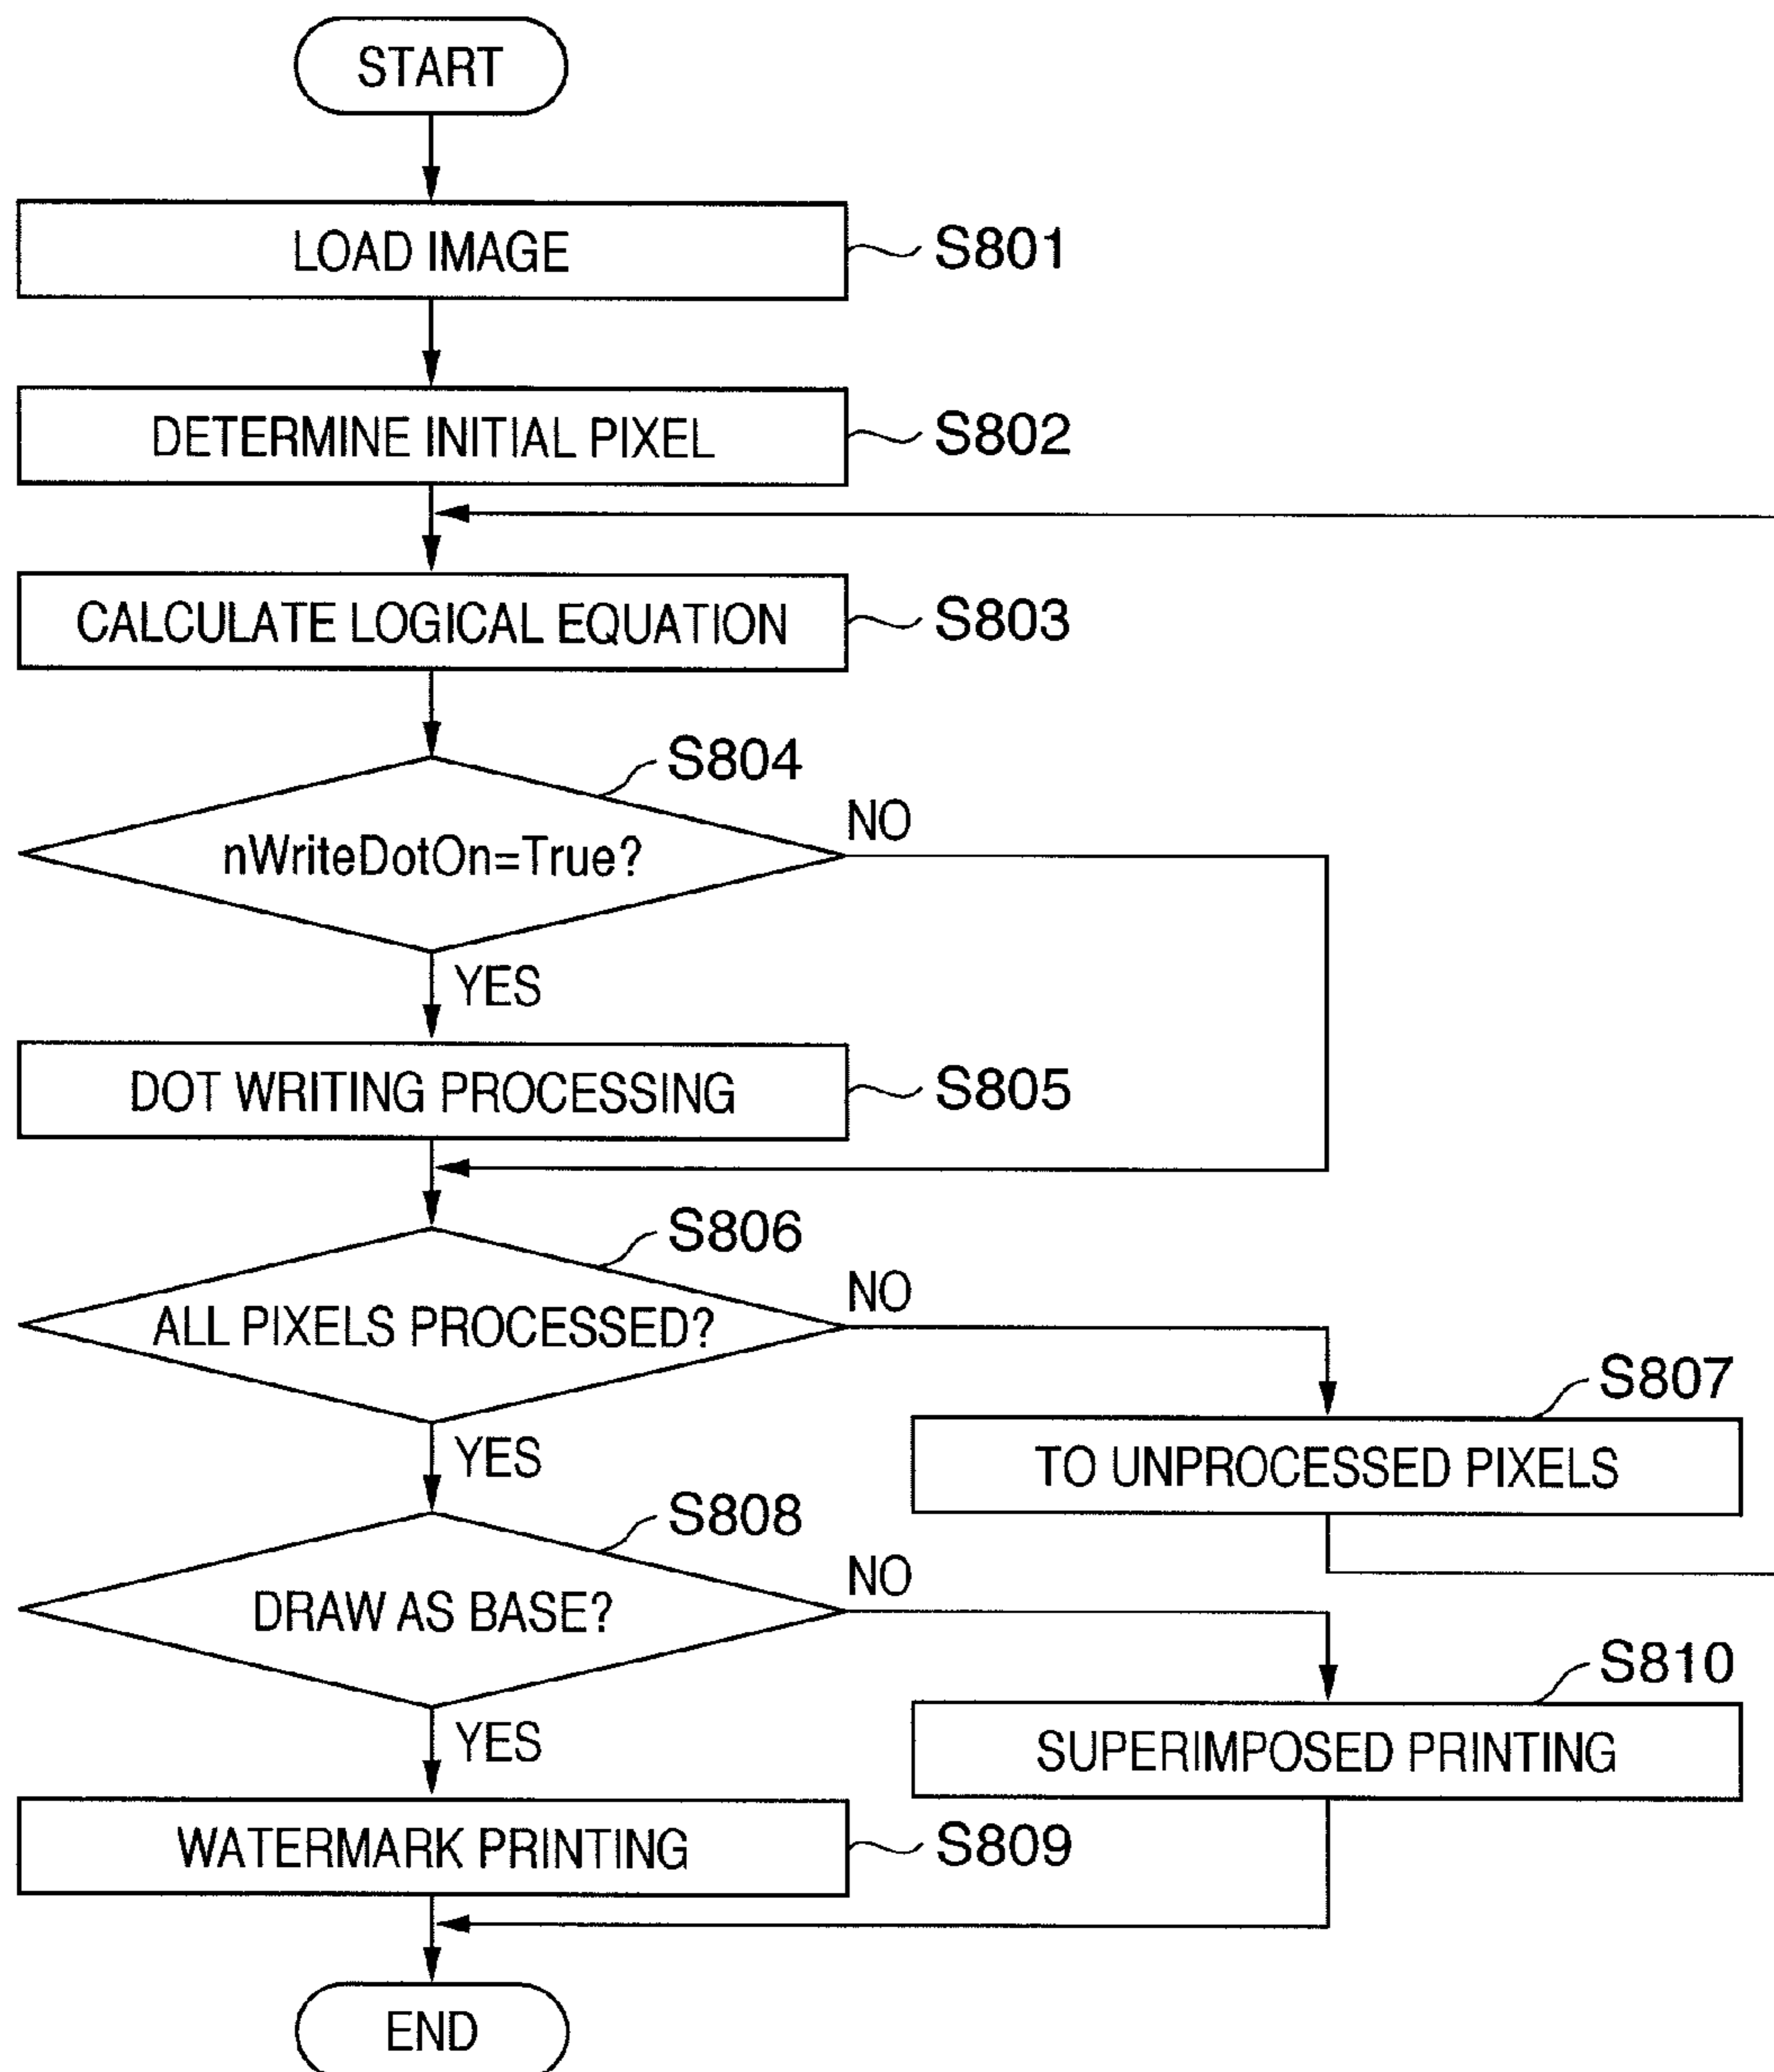 START
LOAD IMAGE
S801
DETERMINE INITIAL PIXEL
S802
CALCULATE LOGICAL EQUATION
S803
S804
nWriteDotOn=True?
NO
YES
DOT WRITING PROCESSING
S805
S806
ALL PIXELS PROCESSED?
NO
YES
S807
TO UNPROCESSED PIXELS
S808
DRAW AS BASE?
NO
YES
S810
SUPERIMPOSED PRINTING
WATERMARK PRINTING
S809
END